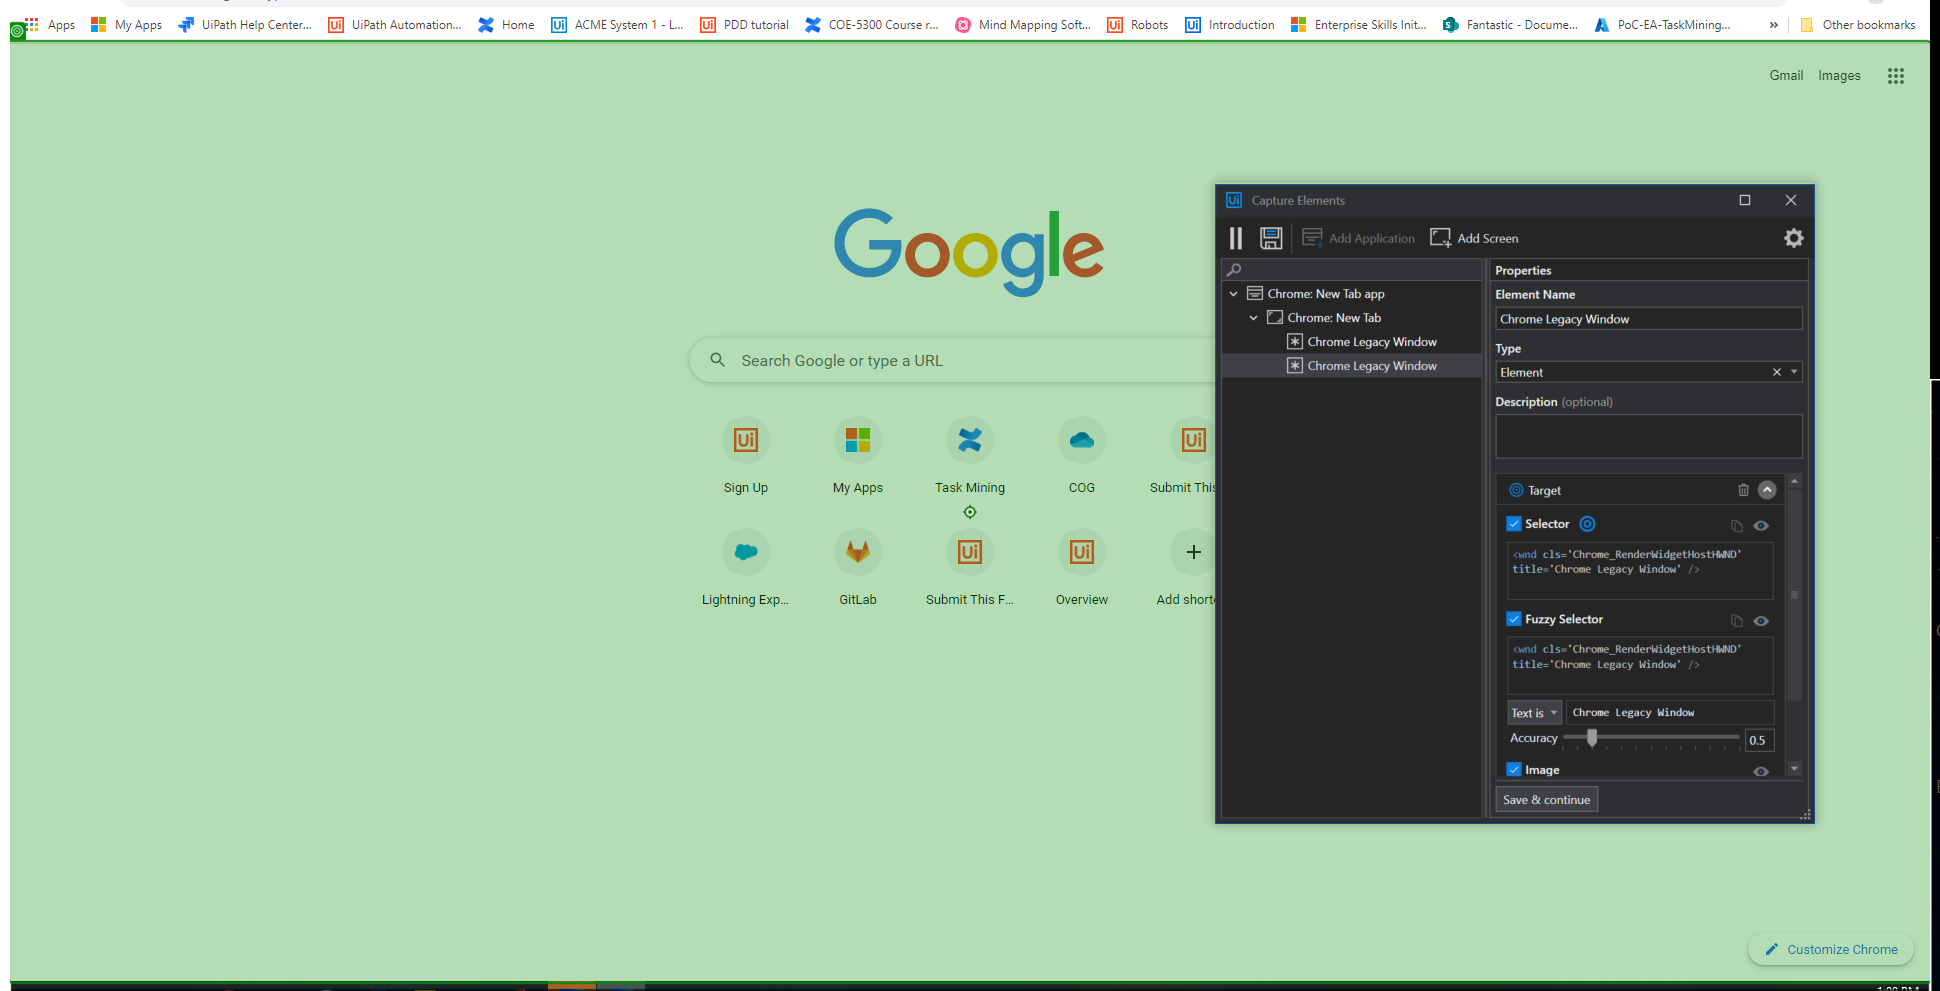 Apps My Apps UiPath Help Center... UiPath Automation... Home ACME System 1 - L... PDD tutorial COE-5300 Course r... Mind Mapping Soft... Robots Introduction Enterprise Skills Init... Fantastic - Docume... PoC-EA-TaskMining... » Other bookmarks
Gmail Images
Google
Search Google or type a URL
Sign Up My Apps Task Mining COG Submit This
Lightning Exp... GitLab Submit This F... Overview Add shortc
Capture Elements
Add Application Add Screen
Chrome: New Tab app
Chrome: New Tab
Chrome Legacy Window
Chrome Legacy Window
Properties
Element Name
Chrome Legacy Window
Type
Element
Description (optional)
Target
Selector
<wnd cls='Chrome_RenderWidgetHostHWND'
title='Chrome Legacy Window' />
Fuzzy Selector
<wnd cls='Chrome_RenderWidgetHostHWND'
title='Chrome Legacy Window' />
Text is Chrome Legacy Window
Accuracy 0.5
Image
Save & continue
Customize Chrome